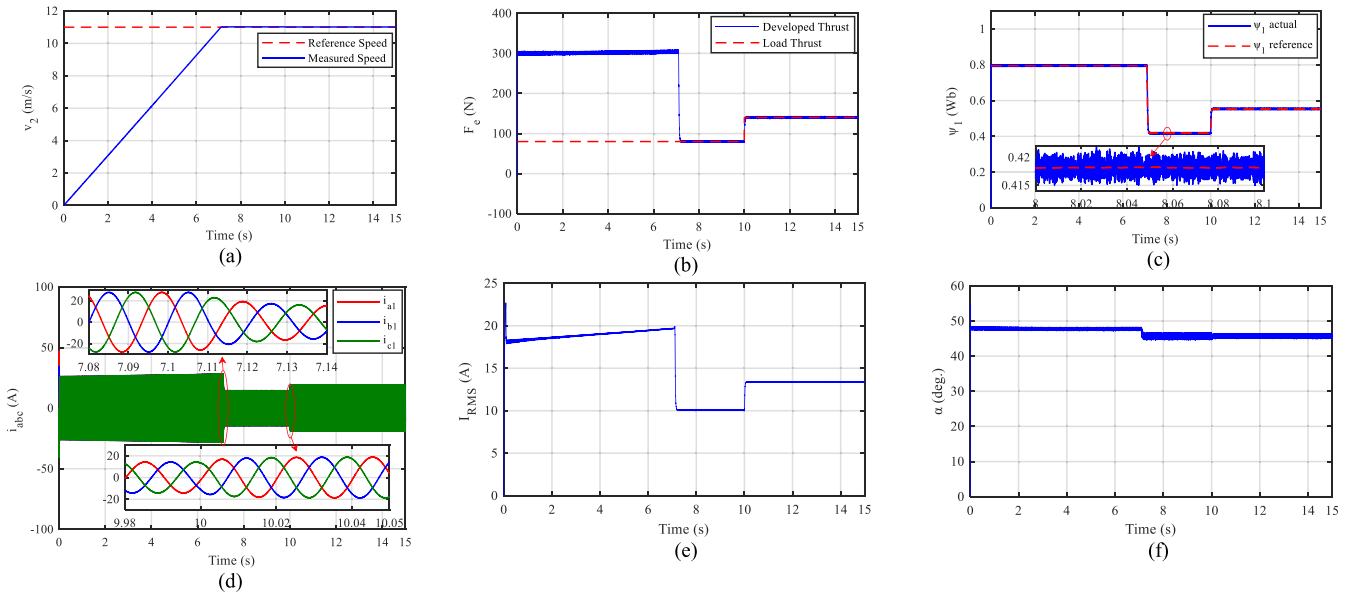 12
10
8
6
4
2
0
v2 (m/s)
Reference Speed
Measured Speed
0 2 4 6 8 10 12 14 15
Time (s)
(a)
400
300
200
100
0
-100
Fe (N)
Developed Thrust
Load Thrust
0 2 4 6 8 10 12 14 15
Time (s)
(b)
1
0.8
0.6
0.4
0.2
0
ψ1 (Wb)
ψ1 actual
ψ1 reference
0.42
0.415
8 8.02 8.04 8.06 8.08 8.1
0 2 4 6 8 10 12 14 15
Time (s)
(c)
100
50
0
-50
-100
iabc (A)
20
0
-20
7.08 7.09 7.1 7.11 7.12 7.13 7.14
ia1
ib1
ic1
20
0
-20
9.98 10 10.02 10.04 10.05
0 2 4 6 8 10 12 14 15
Time (s)
(d)
25
20
15
10
5
0
IRMS (A)
0 2 4 6 8 10 12 14 15
Time (s)
(e)
60
50
40
30
20
10
0
α (deg.)
0 2 4 6 8 10 12 14 15
Time (s)
(f)